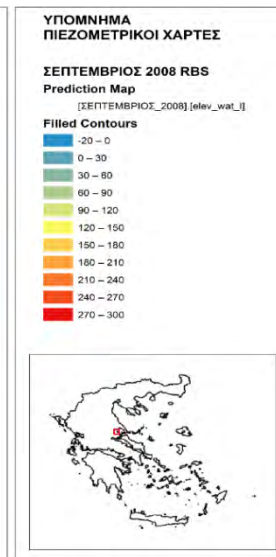 ΥΠΟΜΝΗΜΑ
ΠΙΕΖΟΜΕΤΡΙΚΟΙ ΧΑΡΤΕΣ
ΣΕΠΤΕΜΒΡΙΟΣ 2008 RBS
Prediction Map
[ΣΕΠΤΕΜΒΡΙΟΣ_2008].[elev_wat_l]
Filled Contours
-20 – 0
0 – 30
30 – 60
60 – 90
90 – 120
120 – 150
150 – 180
180 – 210
210 – 240
240 – 270
270 – 300